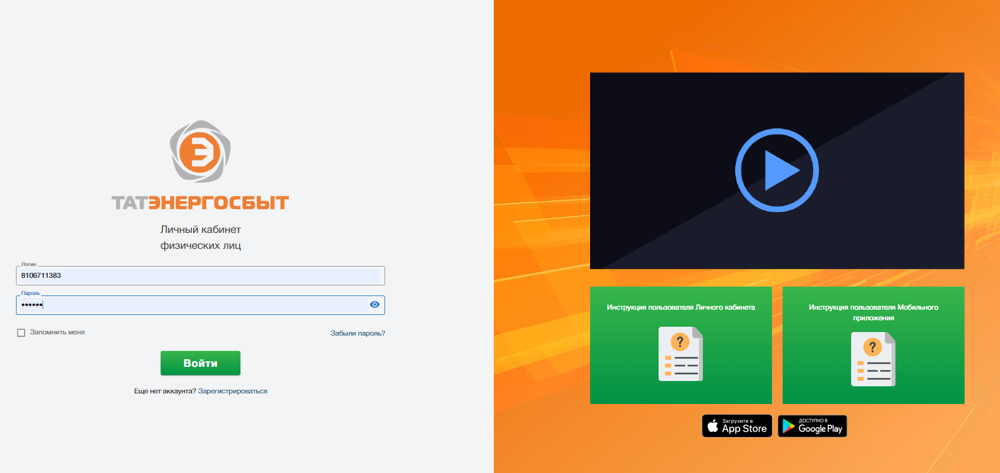 ТАТЭНЕРГОСБЫТ
Личный кабинет
физических лиц
Логин
8106711383
Пароль
••••••
Запомнить меня
Забыли пароль?
Войти
Еще нет аккаунта? Зарегистрироваться
Инструкция пользователя Личного кабинета
?
Инструкция пользователя Мобильного
приложения
?
Загрузите в
App Store
ДОСТУПНО В
Google Play